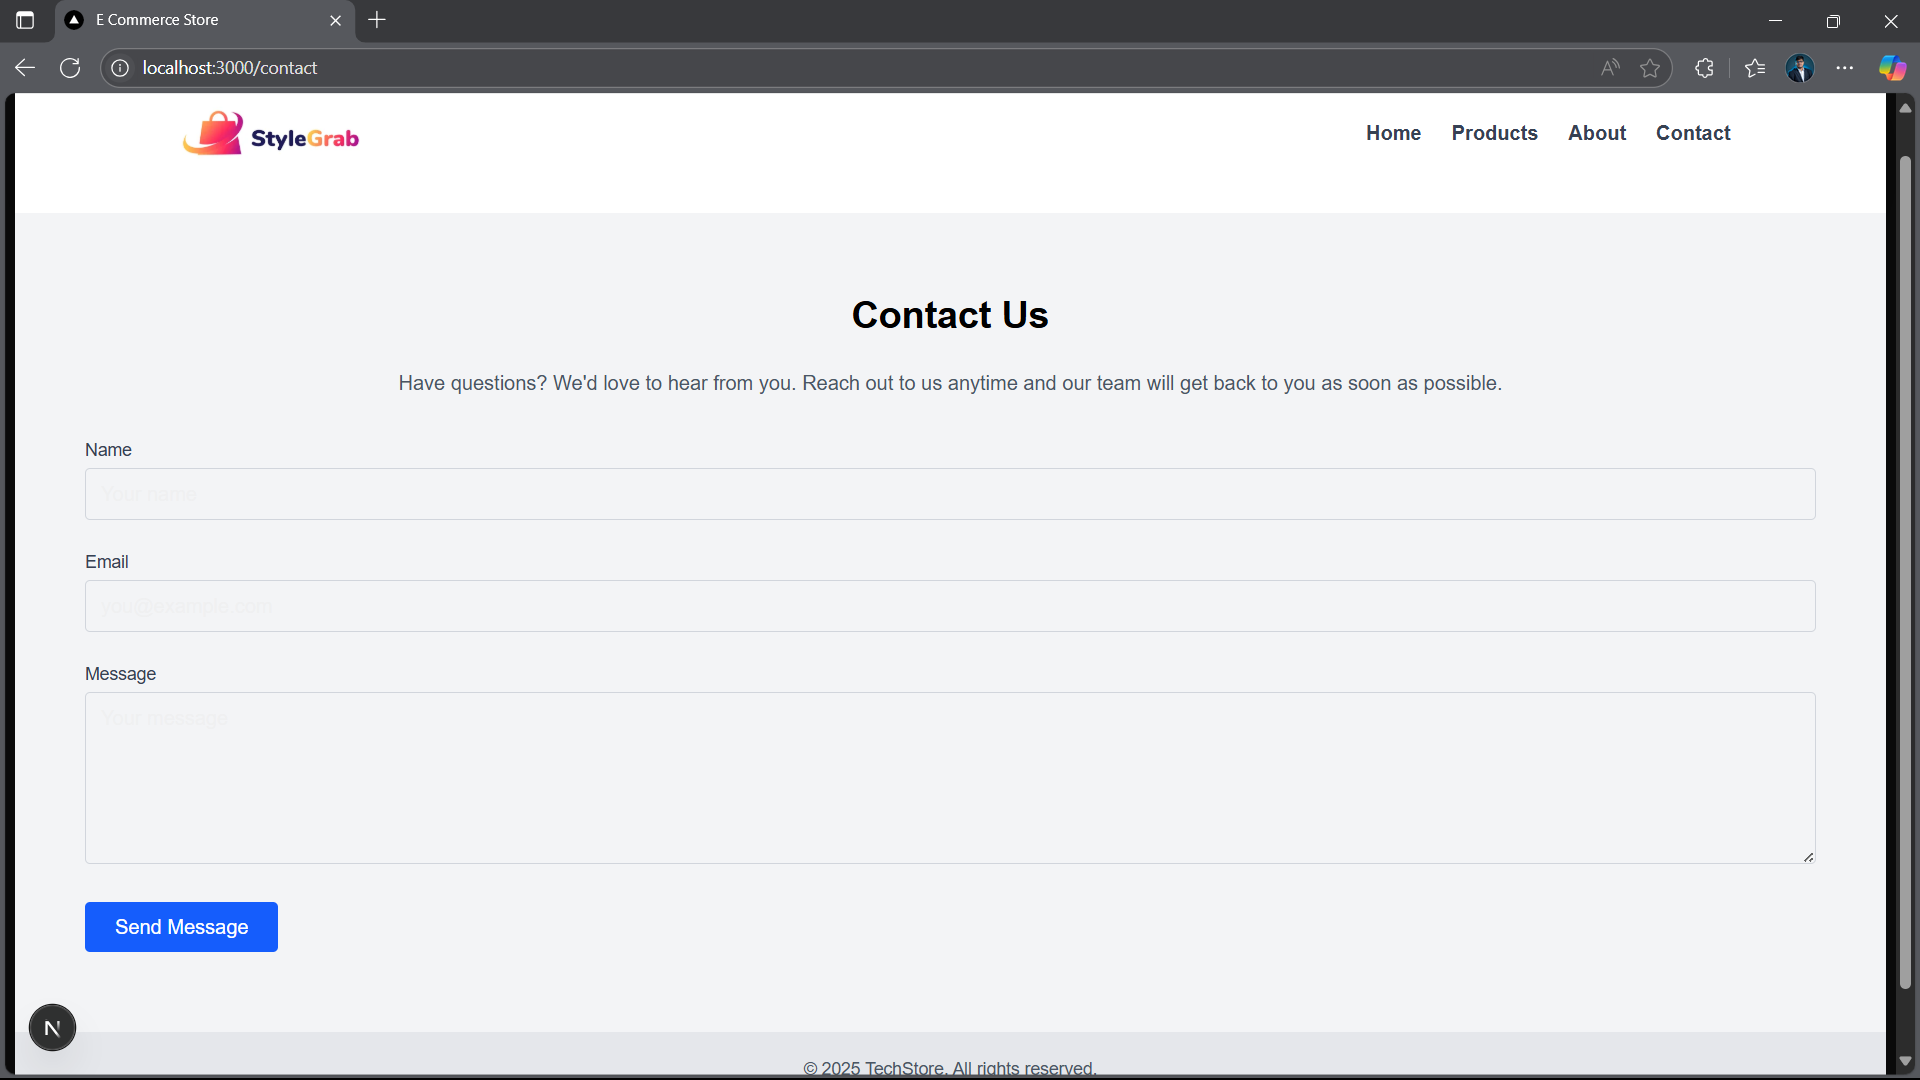 E Commerce Store
localhost:3000/contact
StyleGrab
Home Products About Contact
Contact Us
Have questions? We'd love to hear from you. Reach out to us anytime and our team will get back to you as soon as possible.
Name
Your name
Email
you@example.com
Message
Your message
Send Message
N
© 2025 TechStore. All rights reserved.